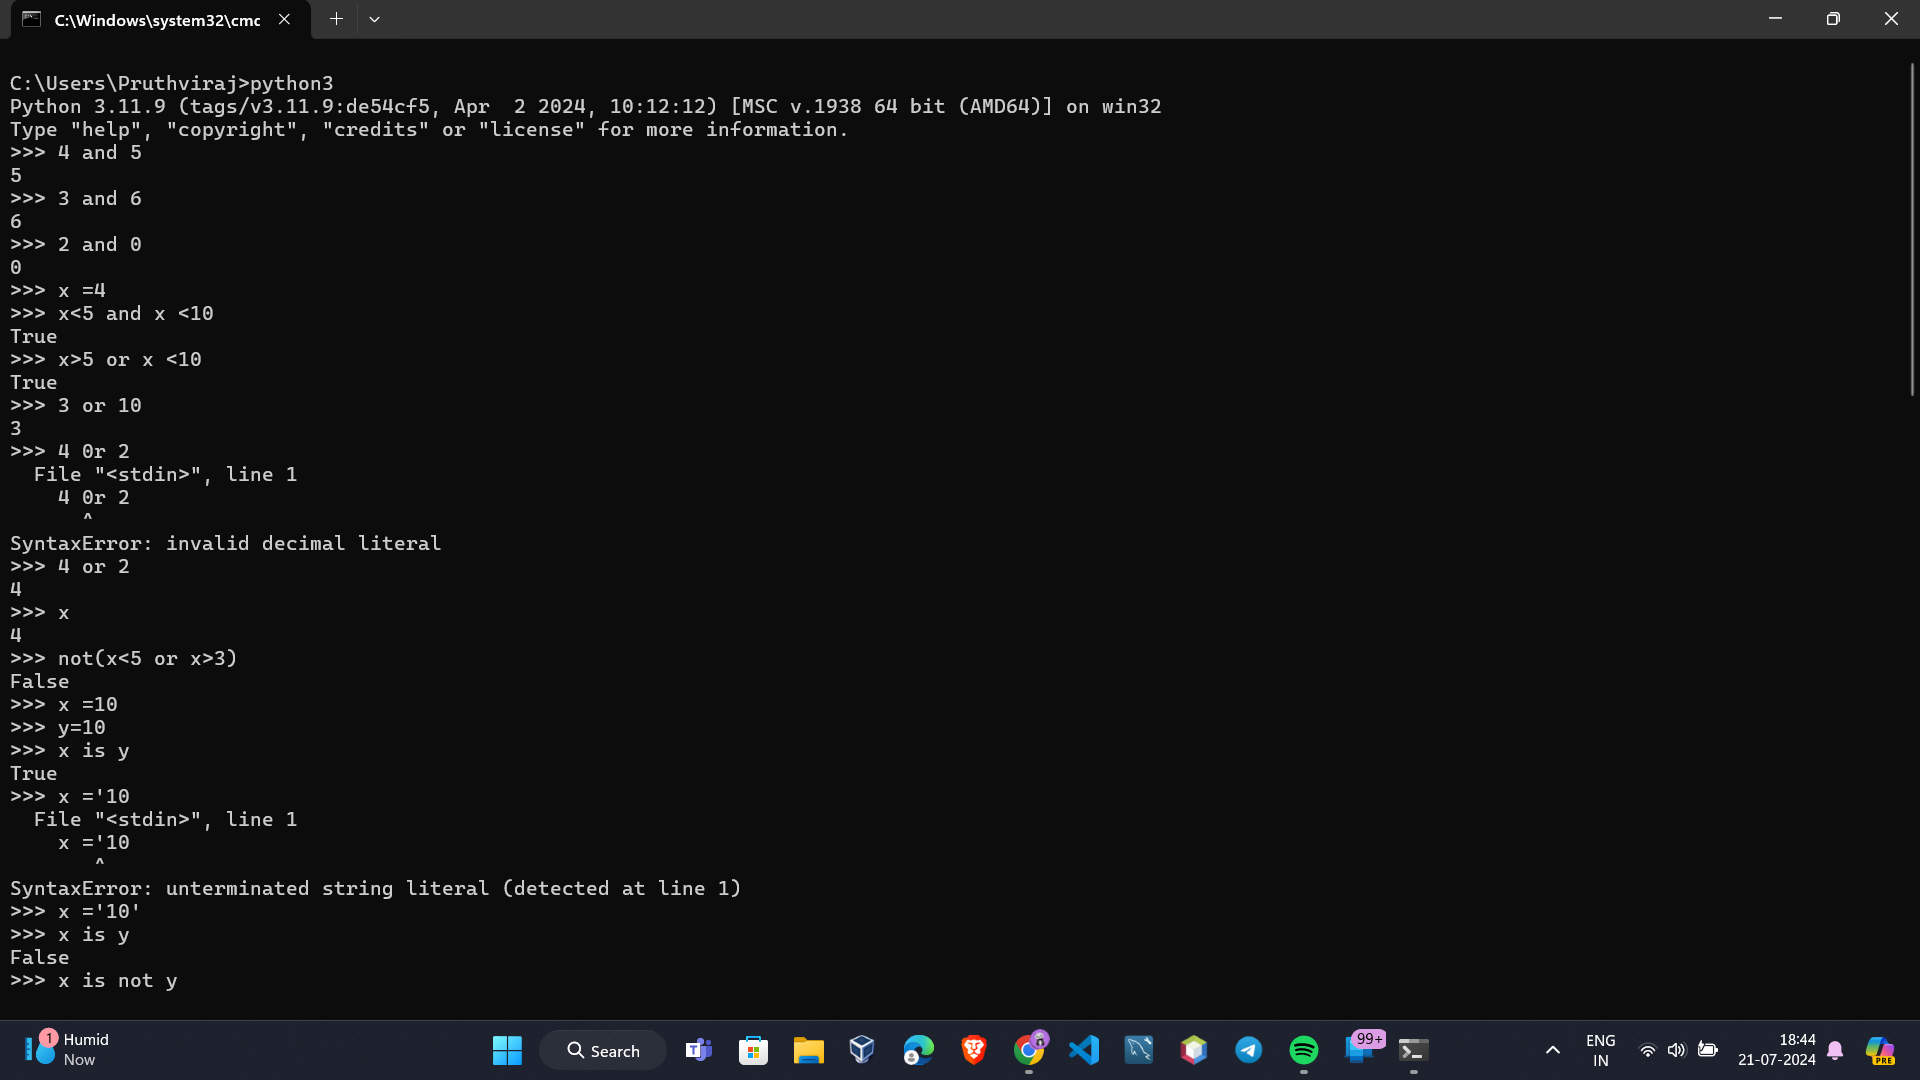 C:\Windows\system32\cmc
C:\Users\Pruthviraj>python3
Python 3.11.9 (tags/v3.11.9:de54cf5, Apr  2 2024, 10:12:12) [MSC v.1938 64 bit (AMD64)] on win32
Type "help", "copyright", "credits" or "license" for more information.
>>> 4 and 5
5
>>> 3 and 6
6
>>> 2 and 0
0
>>> x =4
>>> x<5 and x <10
True
>>> x>5 or x <10
True
>>> 3 or 10
3
>>> 4 0r 2
  File "<stdin>", line 1
    4 0r 2
      ^
SyntaxError: invalid decimal literal
>>> 4 or 2
4
>>> x
4
>>> not(x<5 or x>3)
False
>>> x =10
>>> y=10
>>> x is y
True
>>> x ='10
  File "<stdin>", line 1
    x ='10
       ^
SyntaxError: unterminated string literal (detected at line 1)
>>> x ='10'
>>> x is y
False
>>> x is not y
1
Humid
Now
Search
99+
ENG
IN
18:44
21-07-2024
PRE